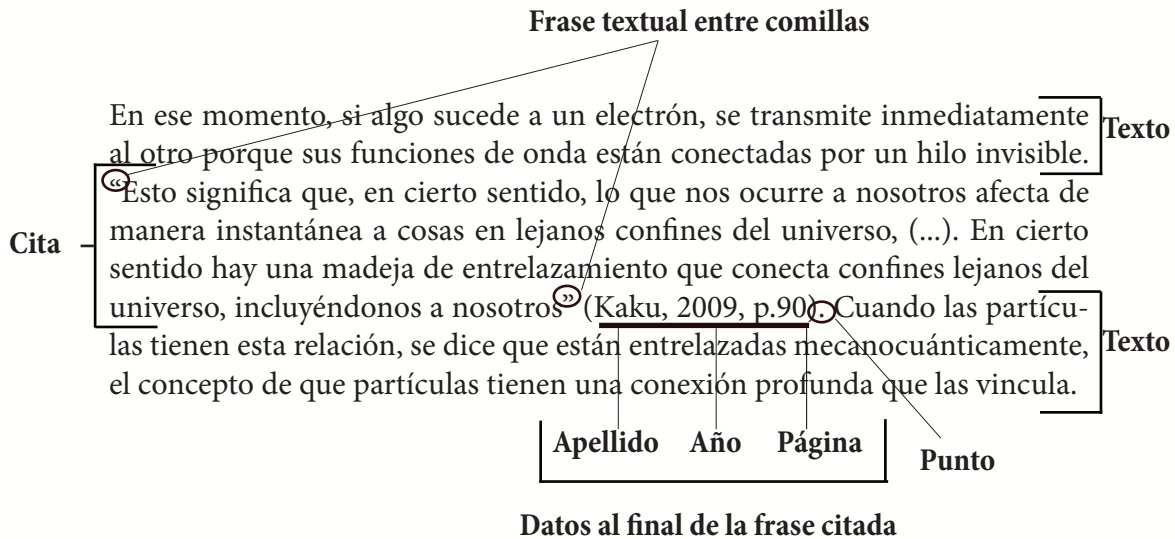 Frase textual entre comillas
En ese momento, si algo sucede a un electrón, se transmite inmediatamente
Texto
al otro porque sus funciones de onda están conectadas por un hilo invisible.
“Esto significa que, en cierto sentido, lo que nos ocurre a nosotros afecta de
manera instantánea a cosas en lejanos confines del universo, (...). En cierto
Cita
sentido hay una madeja de entrelazamiento que conecta confines lejanos del
universo, incluyéndonos a nosotros” (Kaku, 2009, p.90). Cuando las partícu-
Texto
las tienen esta relación, se dice que están entrelazadas mecanocuánticamente,
el concepto de que partículas tienen una conexión profunda que las vincula.
Apellido Año Página
Punto
Datos al final de la frase citada